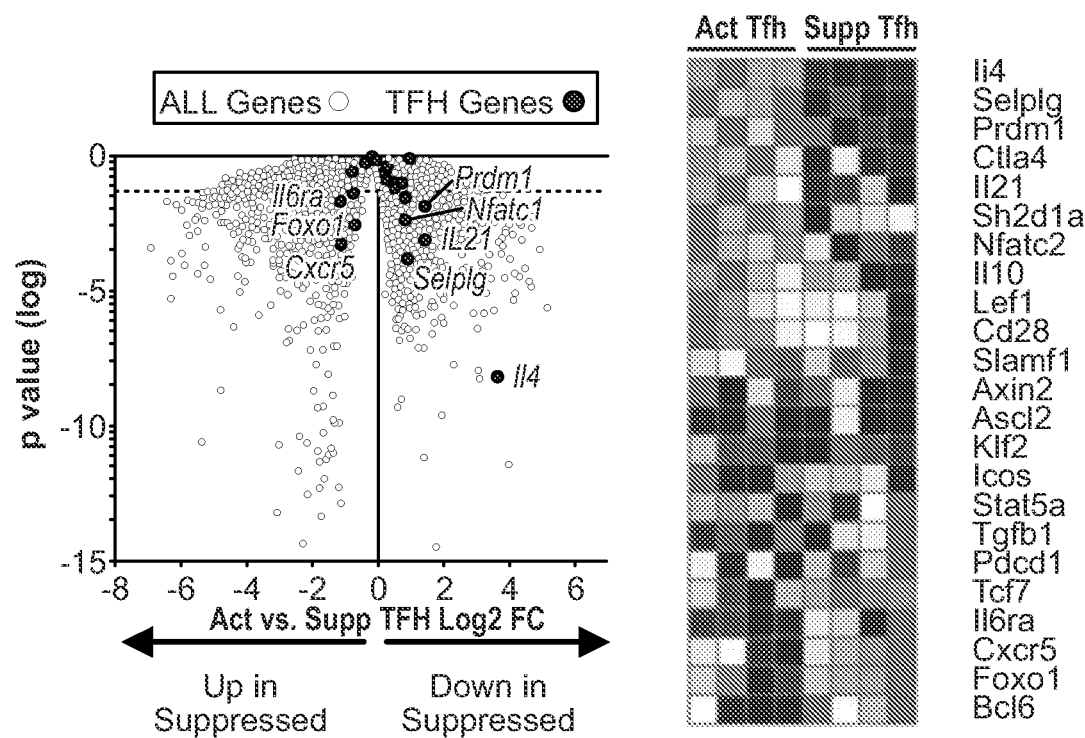 Act Tfh Supp Tfh
ALL Genes TFH Genes
0
-5
-10
-15
p value (log)
Il6ra
Foxo1
Cxcr5
Prdm1
Nfatc1
IL21
Selplg
Il4
-8 -6 -4 -2 0 2 4 6
Act vs. Supp TFH Log2 FC
Up in
Suppressed
Down in
Suppressed
Ii4
Selplg
Prdm1
Ctla4
Il21
Sh2d1a
Nfatc2
Il10
Lef1
Cd28
Slamf1
Axin2
Ascl2
Klf2
Icos
Stat5a
Tgfb1
Pdcd1
Tcf7
Il6ra
Cxcr5
Foxo1
Bcl6